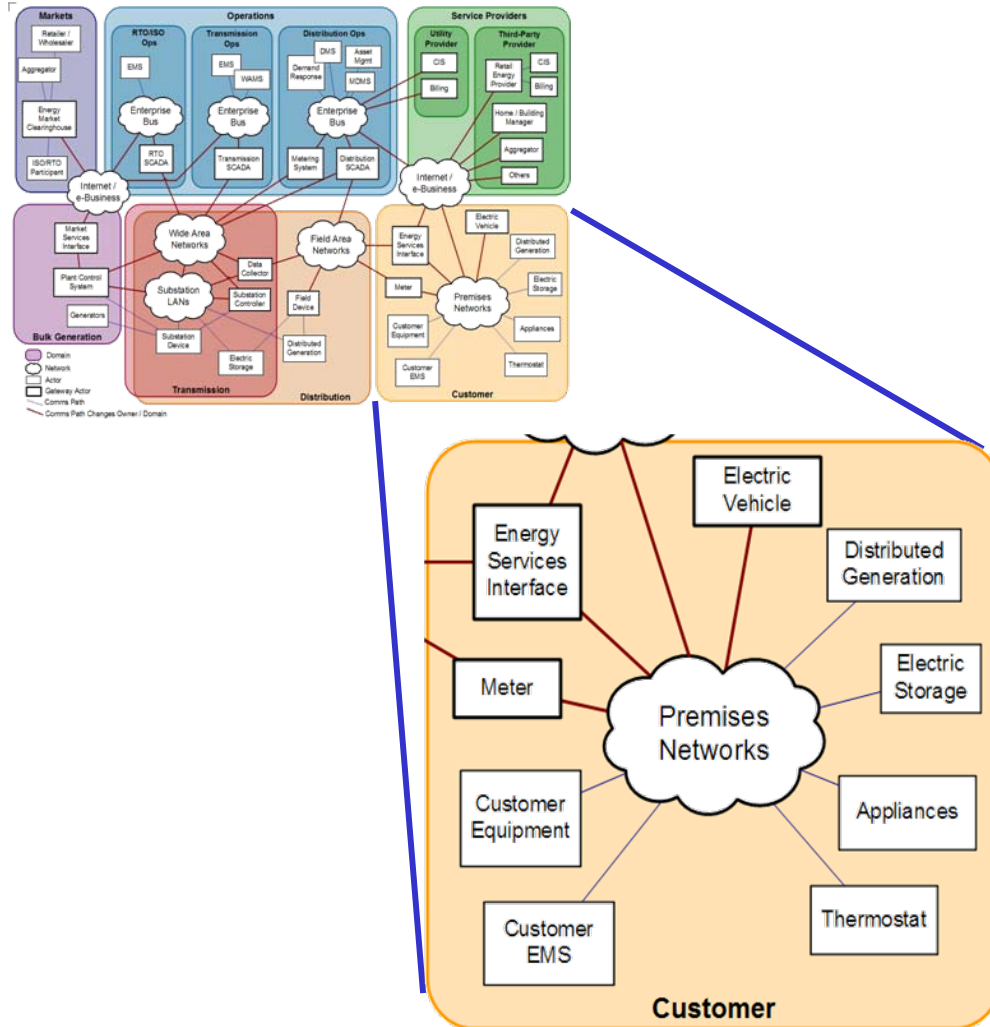 Markets
Retailer /
Wholesaler
Aggregator
Energy
Market
Clearinghouse
ISO/RTO
Participant
Operations
RTO/ISO
Ops
EMS
Enterprise
Bus
RTO
SCADA
Transmission
Ops
EMS
WAMS
Enterprise
Bus
Transmission
SCADA
Distribution Ops
DMS
Asset
Mgmt
Demand
Response
MDMS
Enterprise
Bus
Metering
System
Distribution
SCADA
Service Providers
Utility
Provider
CIS
Billing
Third-Party
Provider
Retail
Energy
Provider
CIS
Billing
Home / Building
Manager
Aggregator
Others
Internet /
e-Business
Internet /
e-Business
Market
Services
Interface
Plant Control
System
Generators
Bulk Generation
Wide Area
Networks
Data
Collector
Substation
LANs
Substation
Controller
Substation
Device
Electric
Storage
Transmission
Field Area
Networks
Field
Device
Distributed
Generation
Distribution
Energy
Services
Interface
Electric
Vehicle
Distributed
Generation
Meter
Premises
Networks
Electric
Storage
Customer
Equipment
Appliances
Customer
EMS
Thermostat
Customer
Domain
Network
Actor
Gateway Actor
Comms Path
Comms Path Changes Owner / Domain
Electric
Vehicle
Energy
Services
Interface
Distributed
Generation
Meter
Electric
Storage
Premises
Networks
Customer
Equipment
Appliances
Customer
EMS
Thermostat
Customer